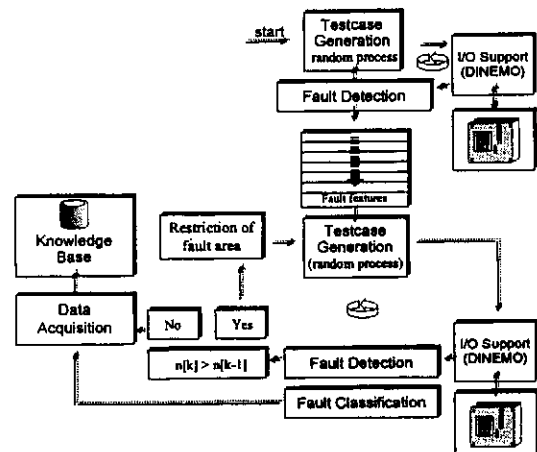 start
Testcase
Generation
random process
I/O Support
(DINEMO)
Fault Detection
Fault features
Testcase
Generation
(random process)
Restriction of
fault area
Knowledge
Base
Data
Acquisition
No
Yes
n[k] > n[k-1]
Fault Detection
I/O Support
(DINEMO)
Fault Classification